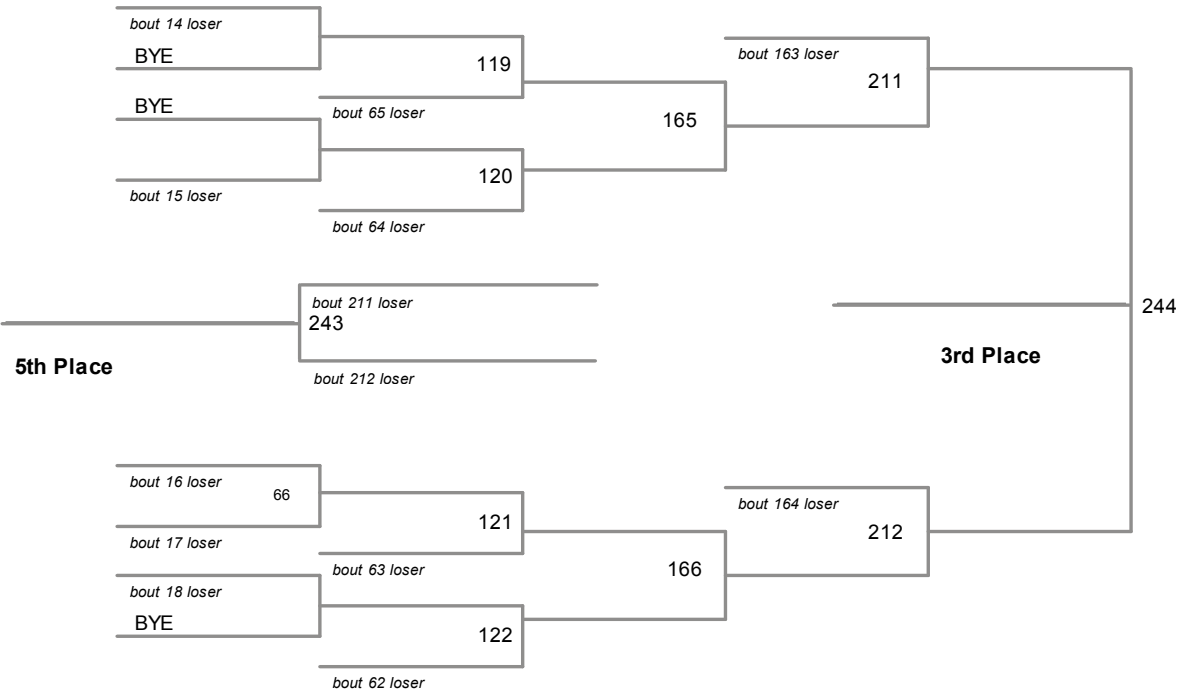 bout 14 loser
BYE
119
bout 163 loser
211
BYE
bout 65 loser
165
120
bout 15 loser
bout 64 loser
bout 211 loser
243
244
5th Place
3rd Place
bout 212 loser
bout 16 loser
66
121
bout 164 loser
212
bout 17 loser
bout 63 loser
166
bout 18 loser
BYE
122
bout 62 loser